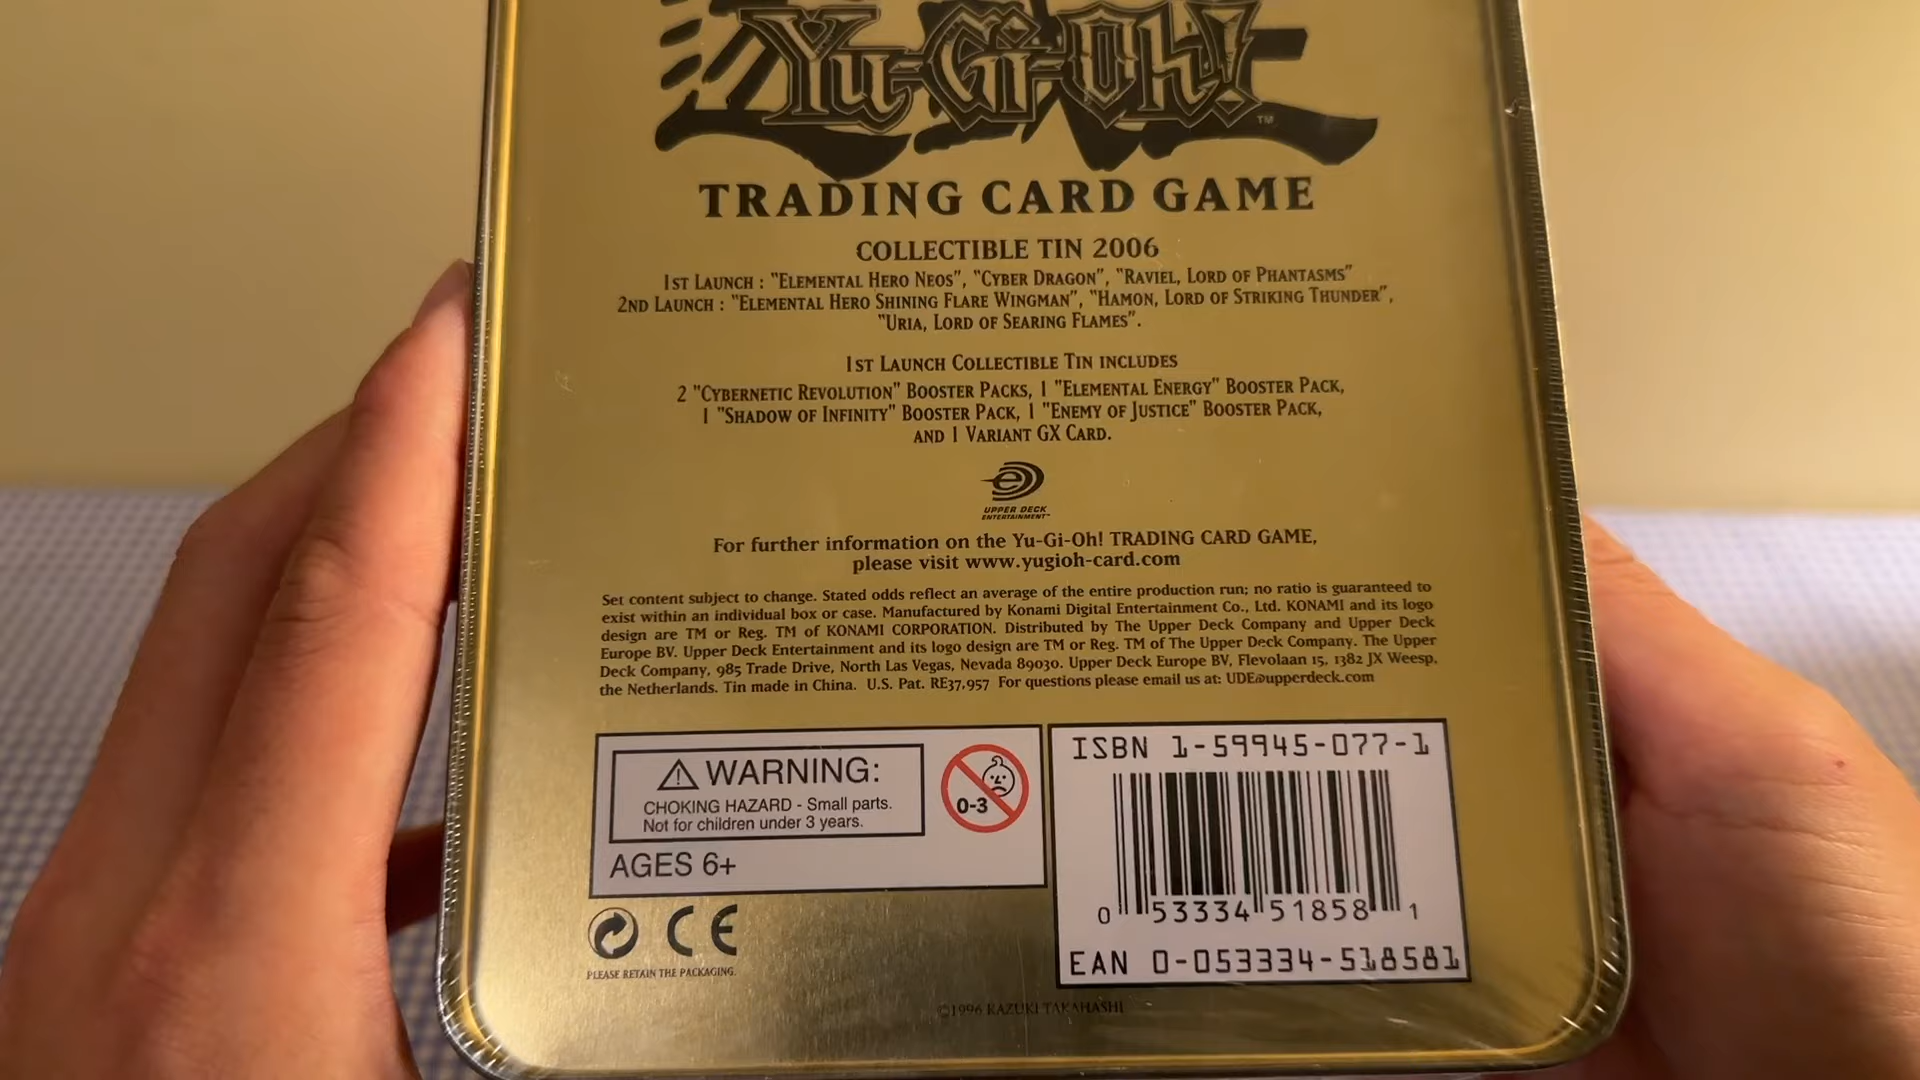 Yu-Gi-Oh!™
TRADING CARD GAME
COLLECTIBLE TIN 2006
1ST LAUNCH : "ELEMENTAL HERO NEOS", "CYBER DRAGON", "RAVIEL, LORD OF PHANTASMS"
2ND LAUNCH : "ELEMENTAL HERO SHINING FLARE WINGMAN", "HAMON, LORD OF STRIKING THUNDER",
"URIA, LORD OF SEARING FLAMES".
1ST LAUNCH COLLECTIBLE TIN INCLUDES
2 "CYBERNETIC REVOLUTION" BOOSTER PACKS, 1 "ELEMENTAL ENERGY" BOOSTER PACK,
1 "SHADOW OF INFINITY" BOOSTER PACK, 1 "ENEMY OF JUSTICE" BOOSTER PACK,
AND 1 VARIANT GX CARD.
UPPER DECK
ENTERTAINMENT™
For further information on the Yu-Gi-Oh! TRADING CARD GAME,
please visit www.yugioh-card.com
Set content subject to change. Stated odds reflect an average of the entire production run; no ratio is guaranteed to
exist within an individual box or case. Manufactured by Konami Digital Entertainment Co., Ltd. KONAMI and its logo
design are TM or Reg. TM of KONAMI CORPORATION. Distributed by The Upper Deck Company and Upper Deck
Europe BV. Upper Deck Entertainment and its logo design are TM or Reg. TM of The Upper Deck Company. The Upper
Deck Company, 985 Trade Drive, North Las Vegas, Nevada 89030. Upper Deck Europe BV, Flevolaan 15, 1382 JX Weesp,
the Netherlands. Tin made in China. U.S. Pat. RE37,957 For questions please email us at: UDE@upperdeck.com
WARNING:
CHOKING HAZARD - Small parts.
Not for children under 3 years.
0-3
AGES 6+
CE
PLEASE RETAIN THE PACKAGING.
ISBN 1-59945-077-1
0 53334 51858 1
EAN 0-053334-518581
©1996 KAZUKI TAKAHASHI